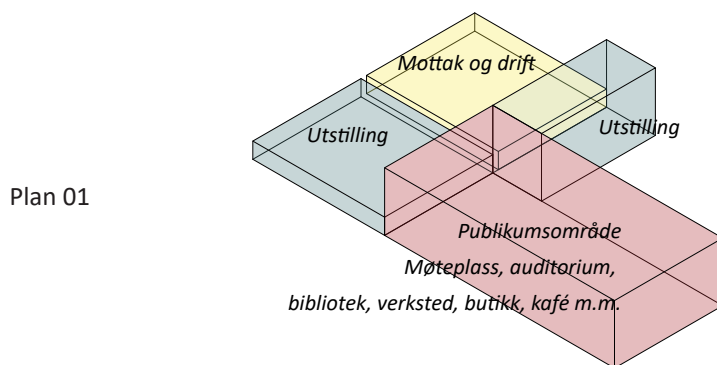 Mottak og drift
Utstilling
Utstilling
Plan 01
Publikumsområde
Møteplass, auditorium,
bibliotek, verksted, butikk, kafé m.m.